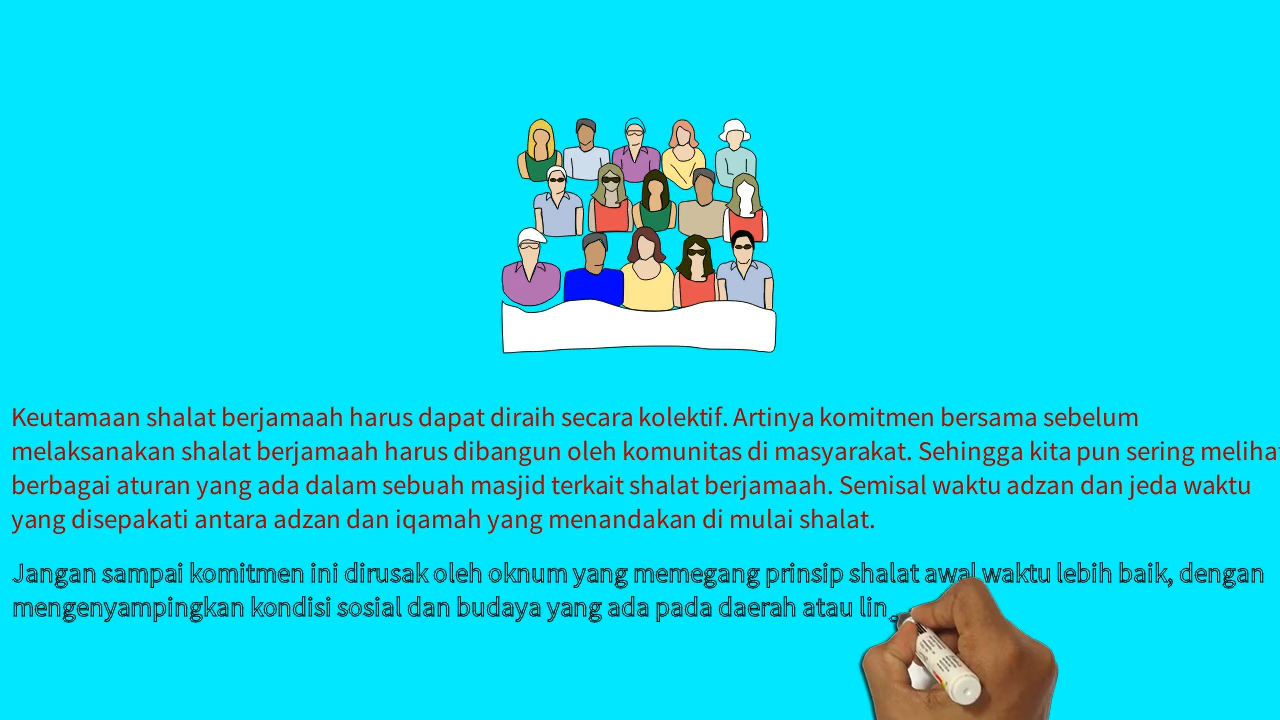 Keutamaan shalat berjamaah harus dapat diraih secara kolektif. Artinya komitmen bersama sebelum
melaksanakan shalat berjamaah harus dibangun oleh komunitas di masyarakat. Sehingga kita pun sering melihat
berbagai aturan yang ada dalam sebuah masjid terkait shalat berjamaah. Semisal waktu adzan dan jeda waktu
yang disepakati antara adzan dan iqamah yang menandakan di mulai shalat.
Jangan sampai komitmen ini dirusak oleh oknum yang memegang prinsip shalat awal waktu lebih baik, dengan
mengenyampingkan kondisi sosial dan budaya yang ada pada daerah atau lin